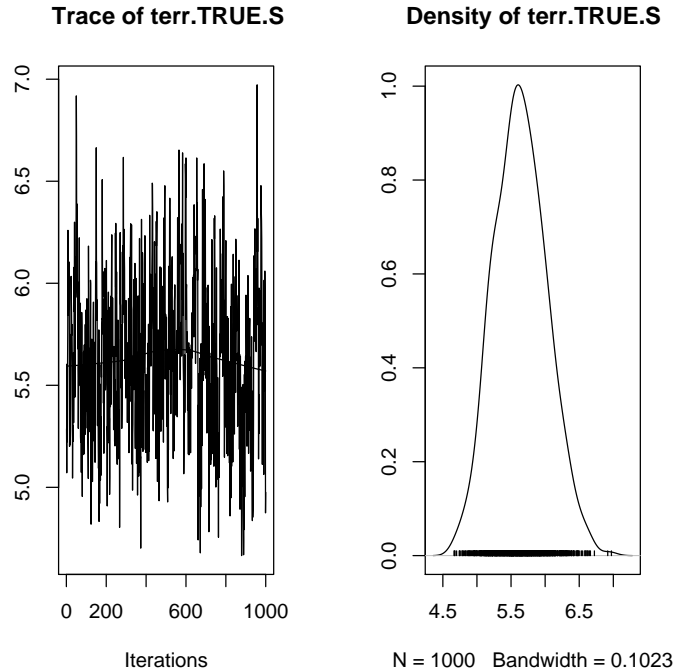 Trace of terr.TRUE.S
7.0
6.5
6.0
5.5
5.0
0 200 600 1000
Iterations
Density of terr.TRUE.S
1.0
0.8
0.6
0.4
0.2
0.0
4.5 5.5 6.5
N = 1000 Bandwidth = 0.1023